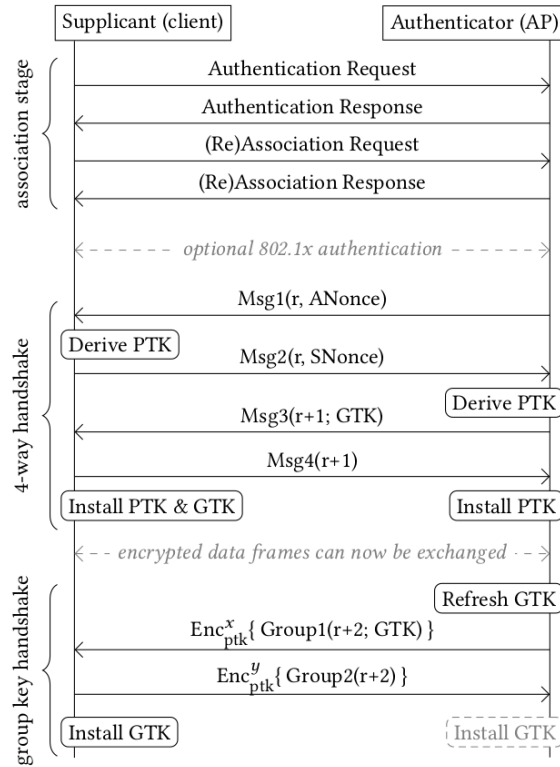 Supplicant (client)
Authenticator (AP)
association stage
Authentication Request
Authentication Response
(Re)Association Request
(Re)Association Response
optional 802.1x authentication
4-way handshake
Msg1(r, ANonce)
Derive PTK
Msg2(r, SNonce)
Derive PTK
Msg3(r+1; GTK)
Msg4(r+1)
Install PTK & GTK
Install PTK
encrypted data frames can now be exchanged
group key handshake
Refresh GTK
Enc^x_ptk{ Group1(r+2; GTK) }
Enc^y_ptk{ Group2(r+2) }
Install GTK
Install GTK